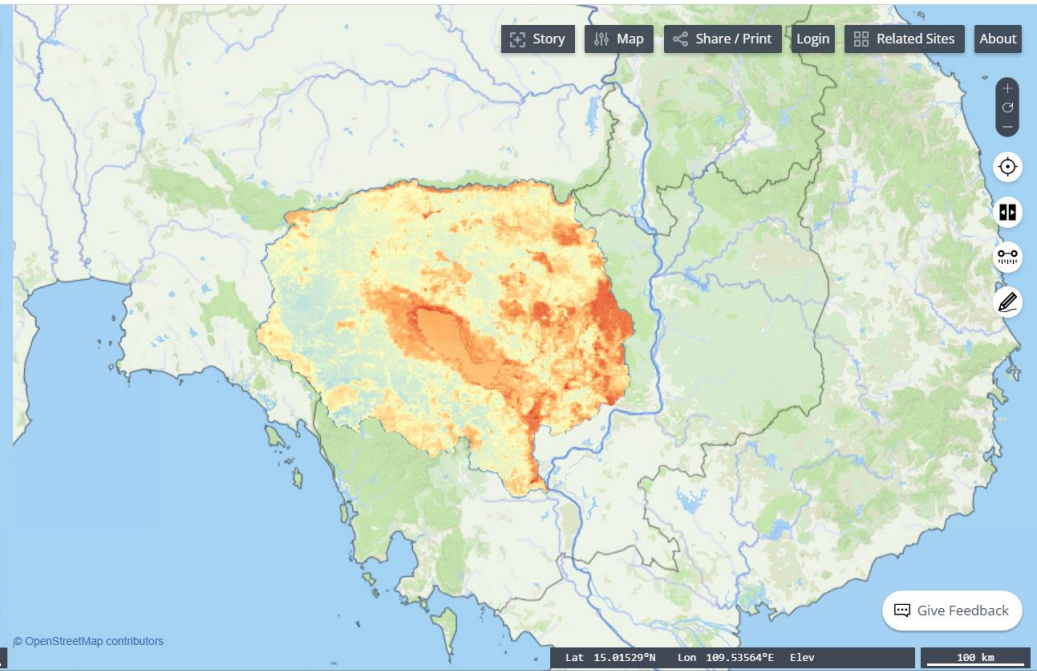 Story Map Share / Print Login Related Sites About
Give Feedback
© OpenStreetMap contributors
Lat 15.01529°N Lon 109.53564°E Elev
100 km